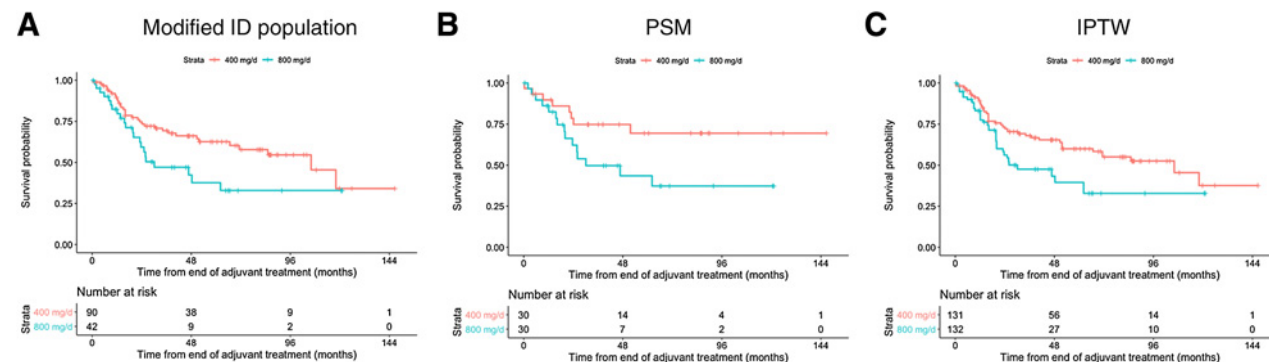 A Modified ID population
Strata 400 mg/d 800 mg/d
Survival probability
1.00
0.75
0.50
0.25
0.00
0 48 96 144
Time from end of adjuvant treatment (months)
Number at risk
Strata
400 mg/d 90 38 9 1
800 mg/d 42 9 2 0
0 48 96 144
Time from end of adjuvant treatment (months)
B PSM
Strata 400 mg/d 800 mg/d
Survival probability
1.00
0.75
0.50
0.25
0.00
0 48 96 144
Time from end of adjuvant treatment (months)
Number at risk
Strata
400 mg/d 30 14 4 1
800 mg/d 30 7 2 0
0 48 96 144
Time from end of adjuvant treatment (months)
C IPTW
Strata 400 mg/d 800 mg/d
Survival probability
1.00
0.75
0.50
0.25
0.00
0 48 96 144
Time from end of adjuvant treatment (months)
Number at risk
Strata
400 mg/d 131 56 14 1
800 mg/d 132 27 10 0
0 48 96 144
Time from end of adjuvant treatment (months)